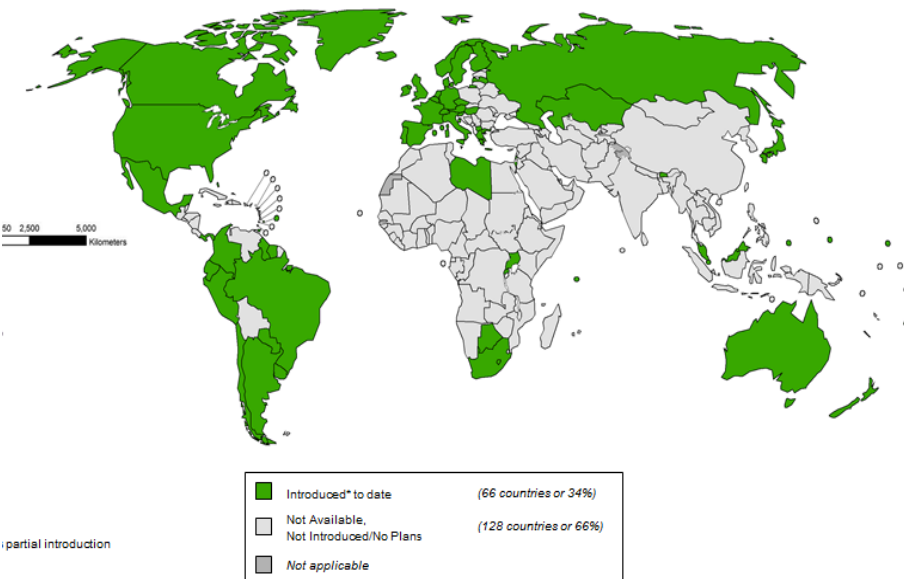 50 2,500 5,000
Kilometers
Introduced* to date (66 countries or 34%)
Not Available,
Not Introduced/No Plans (128 countries or 66%)
Not applicable
partial introduction